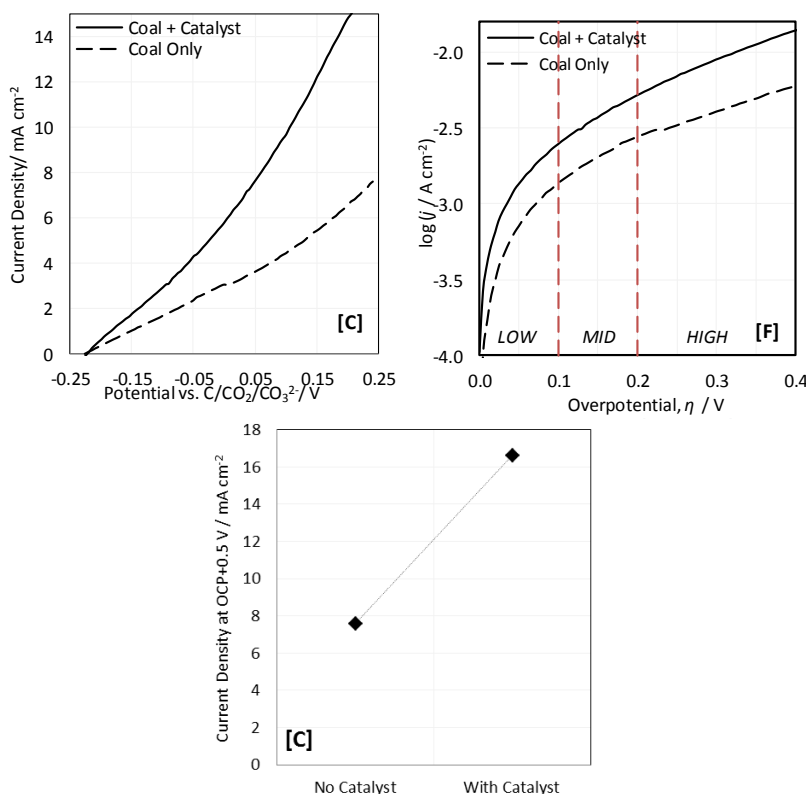 Coal + Catalyst
Coal Only
14
12
10
8
6
4
2
0
-0.25
-0.15
-0.05
0.05
0.15
0.25
Current Density/ mA cm⁻²
Potential vs. C/CO₂/CO₃²⁻/ V
[C]
Coal + Catalyst
Coal Only
-2.0
-2.5
-3.0
-3.5
-4.0
0.0
0.1
0.2
0.3
0.4
log (j / A cm⁻²)
LOW
MID
HIGH
[F]
Overpotential, η / V
18
16
14
12
10
8
6
4
2
0
Current Density at OCP+0.5 V / mA cm⁻²
[C]
No Catalyst
With Catalyst